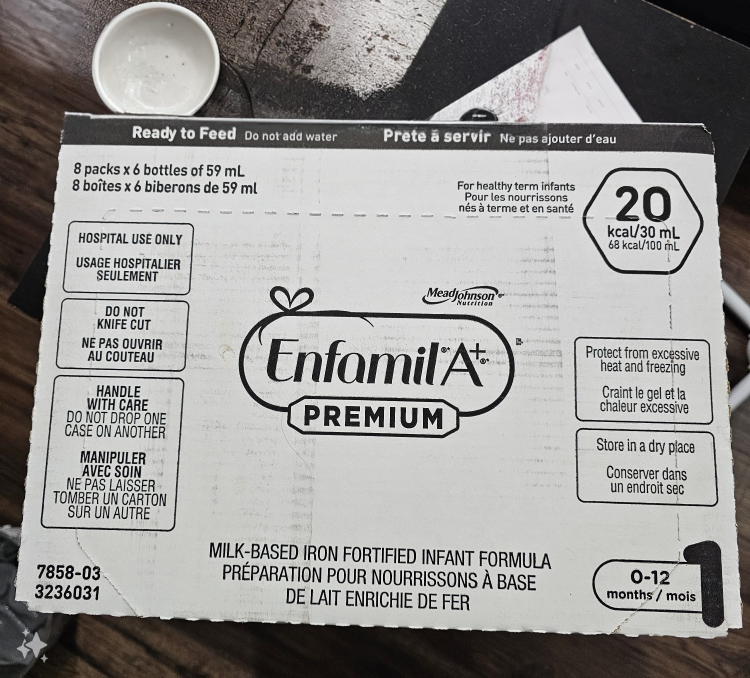 Ready to Feed Do not add water Prête à servir Ne pas ajouter d'eau
8 packs x 6 bottles of 59 mL
8 boîtes x 6 biberons de 59 ml
For healthy term infants
Pour les nourrissons
nés à terme et en santé
20
kcal/30 mL
68 kcal/100 mL
HOSPITAL USE ONLY
USAGE HOSPITALIER
SEULEMENT
DO NOT
KNIFE CUT
NE PAS OUVRIR
AU COUTEAU
HANDLE
WITH CARE
DO NOT DROP ONE
CASE ON ANOTHER
MANIPULER
AVEC SOIN
NE PAS LAISSER
TOMBER UN CARTON
SUR UN AUTRE
MeadJohnson
Nutrition
Enfamil A+
PREMIUM
Protect from excessive
heat and freezing
Craint le gel et la
chaleur excessive
Store in a dry place
Conserver dans
un endroit sec
7858-03
3236031
MILK-BASED IRON FORTIFIED INFANT FORMULA
PRÉPARATION POUR NOURRISSONS À BASE
DE LAIT ENRICHIE DE FER
0-12
months / mois
1